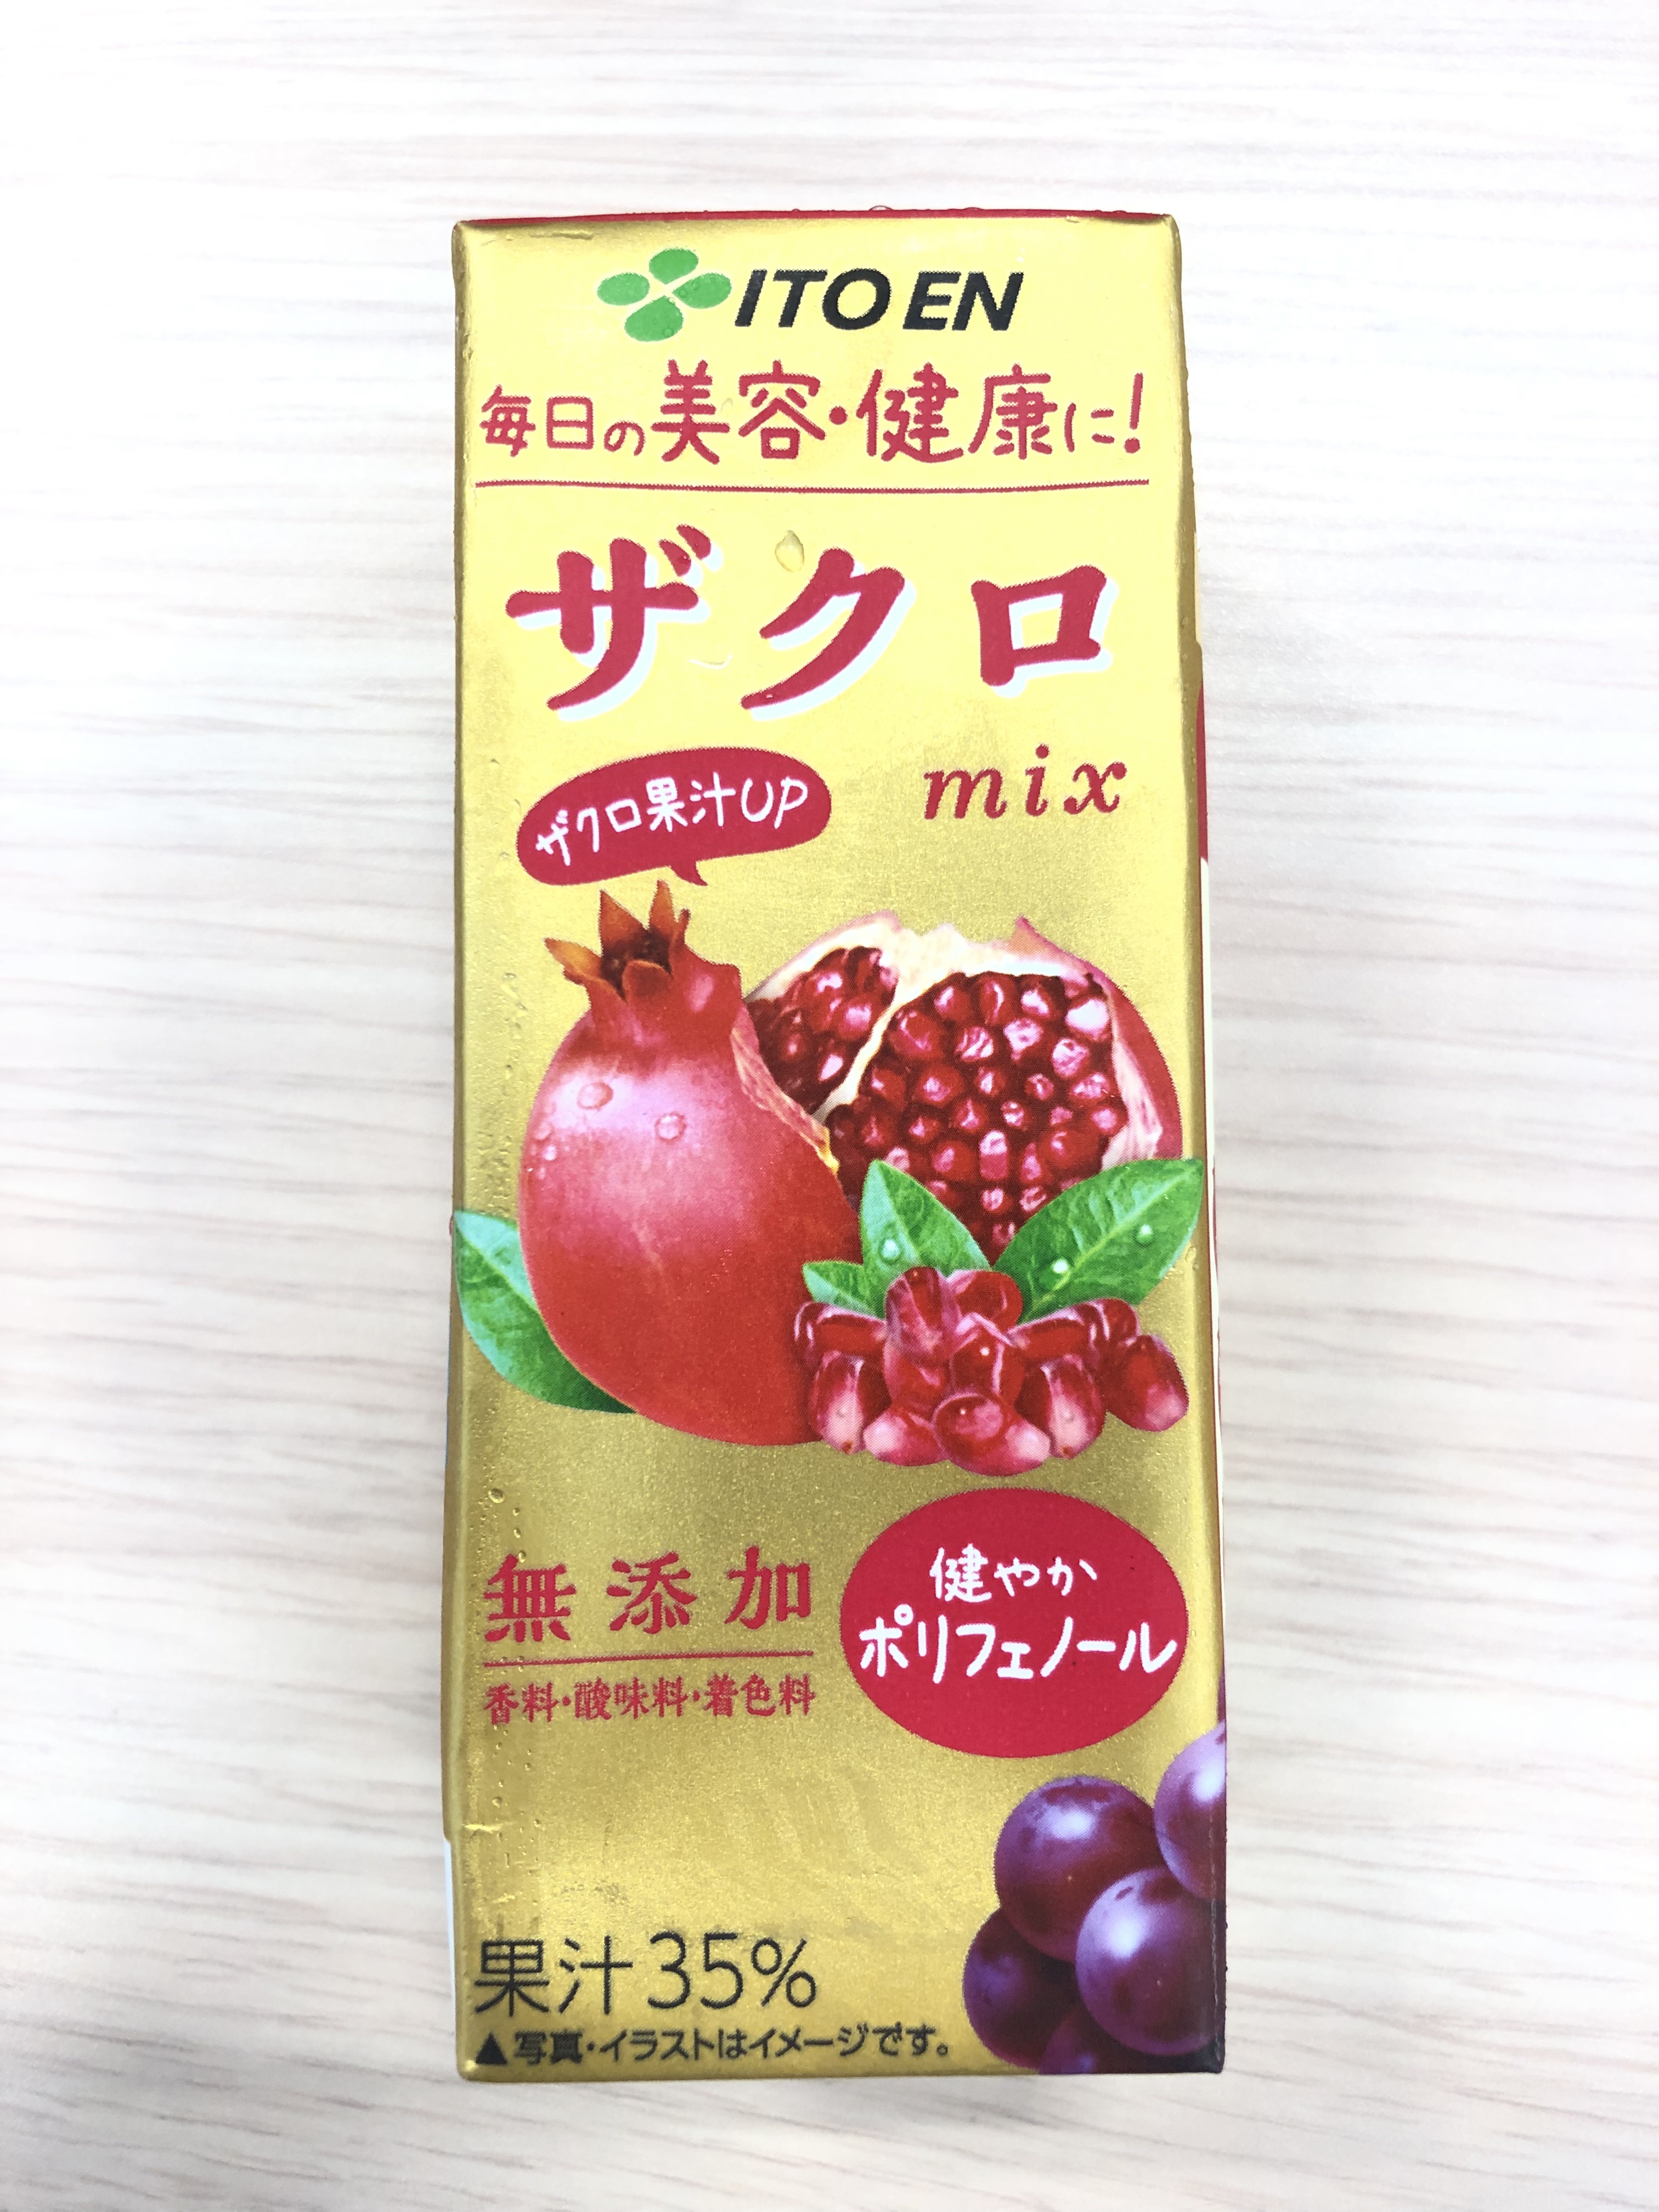 ITO EN
毎日の美容・健康に!
ザクロ
mix
ザクロ果汁UP
無添加
香料・酸味料・着色料
健やか
ポリフェノール
果汁35%
▲写真・イラストはイメージです。